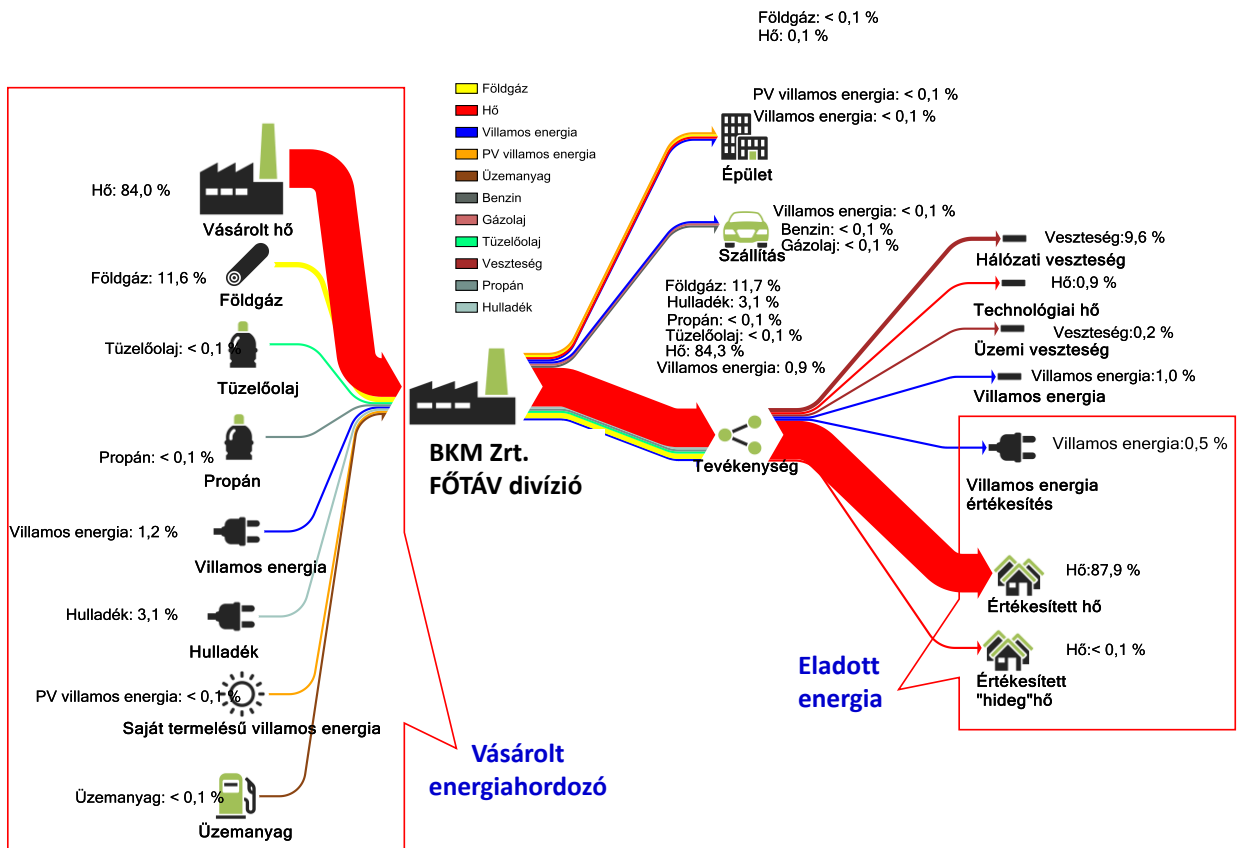 Földgáz: < 0,1 %
Hő: 0,1 %
Földgáz
Hő
Villamos energia
PV villamos energia
Üzemanyag
Benzin
Gázolaj
Tüzelőolaj
Veszteség
Propán
Hulladék
Hő: 84,0 %
Vásárolt hő
Földgáz: 11,6 %
Földgáz
Tüzelőolaj: < 0,1 %
Tüzelőolaj
Propán: < 0,1 %
Propán
Villamos energia: 1,2 %
Villamos energia
Hulladék: 3,1 %
Hulladék
PV villamos energia: < 0,1 %
Saját termelésű villamos energia
Üzemanyag: < 0,1 %
Üzemanyag
Vásárolt
energiahordozó
BKM Zrt.
FŐTÁV divízió
PV villamos energia: < 0,1 %
Villamos energia: < 0,1 %
Épület
Villamos energia: < 0,1 %
Benzin: < 0,1 %
Gázolaj: < 0,1 %
Szállítás
Földgáz: 11,7 %
Hulladék: 3,1 %
Propán: < 0,1 %
Tüzelőolaj: < 0,1 %
Hő: 84,3 %
Villamos energia: 0,9 %
Tevékenység
Veszteség:9,6 %
Hálózati veszteség
Hő:0,9 %
Technológiai hő
Veszteség:0,2 %
Üzemi veszteség
Villamos energia:1,0 %
Villamos energia
Villamos energia:0,5 %
Villamos energia
értékesítés
Hő:87,9 %
Értékesített hő
Hő:< 0,1 %
Értékesített
"hideg"hő
Eladott
energia